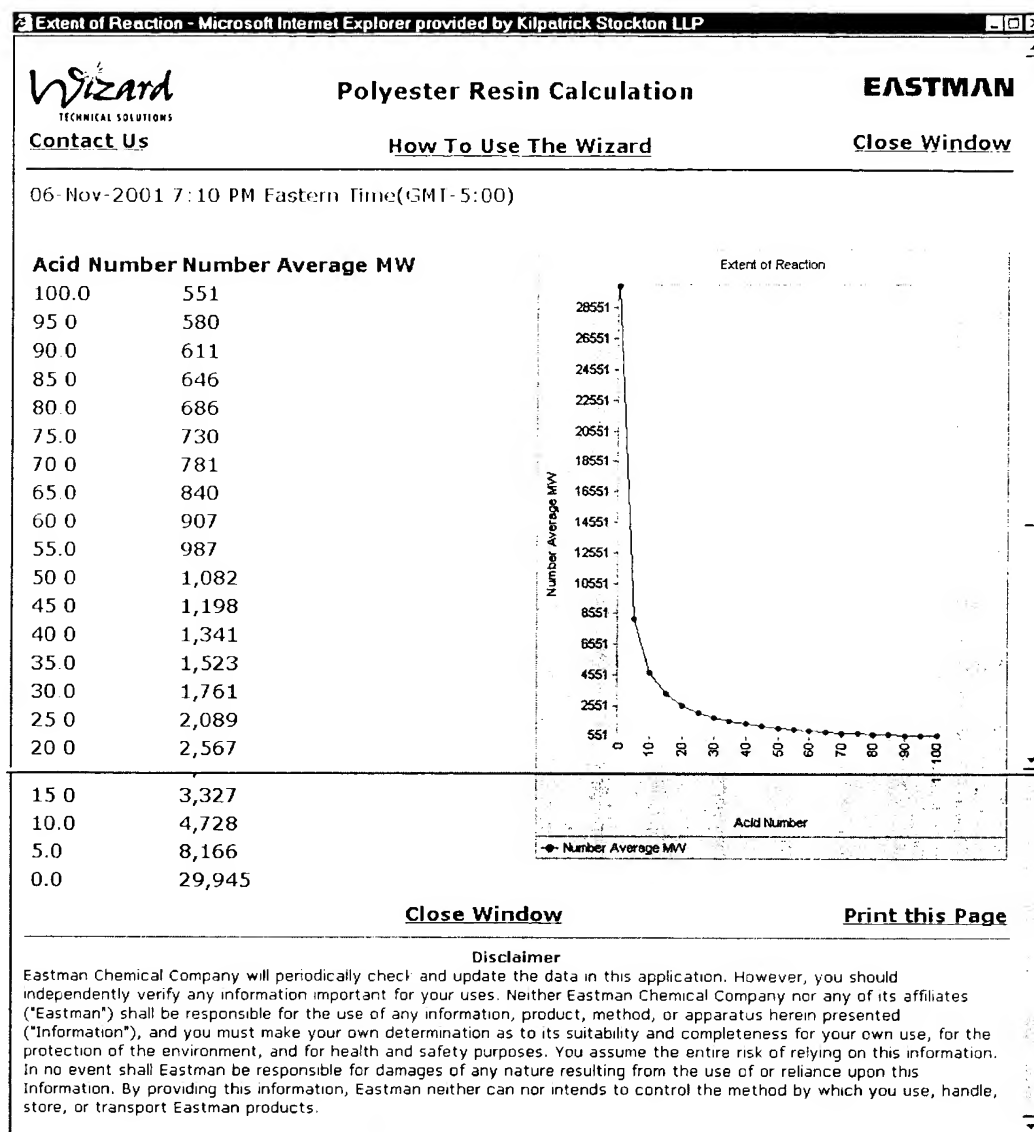 Extent of Reaction - Microsoft Internet Explorer provided by Kilpatrick Stockton LLP
Wizard
TECHNICAL SOLUTIONS
Polyester Resin Calculation
EASTMAN
Contact Us
How To Use The Wizard
Close Window
06-Nov-2001 7:10 PM Eastern Time(GMT-5:00)
Acid Number Number Average MW
100.0 551
95 0 580
90.0 611
85 0 646
80.0 686
75.0 730
70 0 781
65.0 840
60 0 907
55.0 987
50 0 1,082
45 0 1,198
40 0 1,341
35.0 1,523
30.0 1,761
25 0 2,089
20 0 2,567
15 0 3,327
10.0 4,728
5.0 8,166
0.0 29,945
Extent of Reaction
Number Average MW
28551
26551
24551
22551
20551
18551
16551
14551
12551
10551
8551
6551
4551
2551
551
0 10 20 30 40 50 60 70 80 90 100
Acid Number
Number Average MW
Close Window
Print this Page
Disclaimer
Eastman Chemical Company will periodically check and update the data in this application. However, you should
independently verify any information important for your uses. Neither Eastman Chemical Company nor any of its affiliates
("Eastman") shall be responsible for the use of any information, product, method, or apparatus herein presented
("Information"), and you must make your own determination as to its suitability and completeness for your own use, for the
protection of the environment, and for health and safety purposes. You assume the entire risk of relying on this information.
In no event shall Eastman be responsible for damages of any nature resulting from the use of or reliance upon this
Information. By providing this information, Eastman neither can nor intends to control the method by which you use, handle,
store, or transport Eastman products.